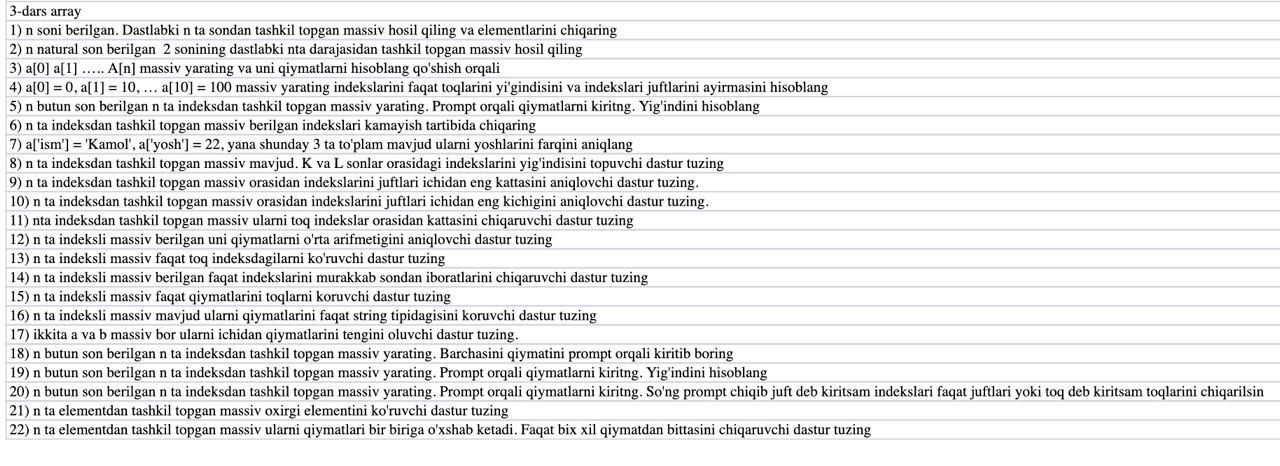 3-dars array
1) n soni berilgan. Dastlabki n ta sondan tashkil topgan massiv hosil qiling va elementlarini chiqaring
2) n natural son berilgan 2 sonining dastlabki nta darajasidan tashkil topgan massiv hosil qiling
3) a[0] a[1] ….. A[n] massiv yarating va uni qiymatlarni hisoblang qo'shish orqali
4) a[0] = 0, a[1] = 10, … a[10] = 100 massiv yarating indekslarini faqat toqlarini yi'gindisini va indekslari juftlarini ayirmasini hisoblang
5) n butun son berilgan n ta indeksdan tashkil topgan massiv yarating. Prompt orqali qiymatlarni kiritng. Yig'indini hisoblang
6) n ta indeksdan tashkil topgan massiv berilgan indekslari kamayish tartibida chiqaring
7) a['ism'] = 'Kamol', a['yosh'] = 22, yana shunday 3 ta to'plam mavjud ularni yoshlarini farqini aniqlang
8) n ta indeksdan tashkil topgan massiv mavjud. K va L sonlar orasidagi indekslarini yig'indisini topuvchi dastur tuzing
9) n ta indeksdan tashkil topgan massiv orasidan indekslarini juftlari ichidan eng kattasini aniqlovchi dastur tuzing.
10) n ta indeksdan tashkil topgan massiv orasidan indekslarini juftlari ichidan eng kichigini aniqlovchi dastur tuzing.
11) nta indeksdan tashkil topgan massiv ularni toq indekslar orasidan kattasini chiqaruvchi dastur tuzing
12) n ta indeksli massiv berilgan uni qiymatlarni o'rta arifmetigini aniqlovchi dastur tuzing
13) n ta indeksli massiv faqat toq indeksdagilarni ko'ruvchi dastur tuzing
14) n ta indeksli massiv berilgan faqat indekslarini murakkab sondan iboratlarini chiqaruvchi dastur tuzing
15) n ta indeksli massiv faqat qiymatlarini toqlarni koruvchi dastur tuzing
16) n ta indeksli massiv mavjud ularni qiymatlarini faqat string tipidagisini koruvchi dastur tuzing
17) ikkita a va b massiv bor ularni ichidan qiymatlarini tengini oluvchi dastur tuzing.
18) n butun son berilgan n ta indeksdan tashkil topgan massiv yarating. Barchasini qiymatini prompt orqali kiritib boring
19) n butun son berilgan n ta indeksdan tashkil topgan massiv yarating. Prompt orqali qiymatlarni kiritng. Yig'indini hisoblang
20) n butun son berilgan n ta indeksdan tashkil topgan massiv yarating. Prompt orqali qiymatlarni kiritng. So'ng prompt chiqib juft deb kiritsam indekslari faqat juftlari yoki toq deb kiritsam toqlarini chiqarilsin
21) n ta elementdan tashkil topgan massiv oxirgi elementini ko'ruvchi dastur tuzing
22) n ta elementdan tashkil topgan massiv ularni qiymatlari bir biriga o'xshab ketadi. Faqat bix xil qiymatdan bittasini chiqaruvchi dastur tuzing